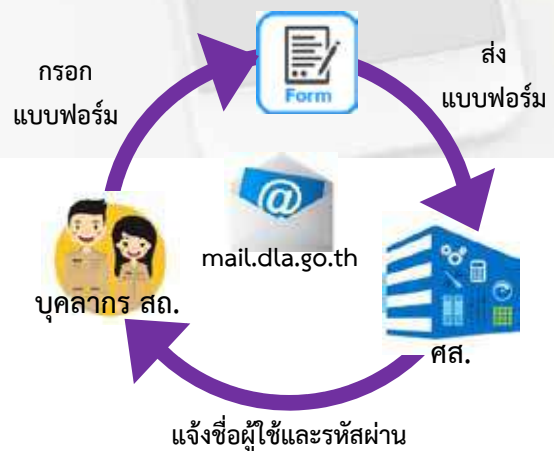 กรอก
แบบฟอร์ม
Form
ส่ง
แบบฟอร์ม
@
mail.dla.go.th
บุคลากร สถ.
ศส.
แจ้งชื่อผู้ใช้และรหัสผ่าน